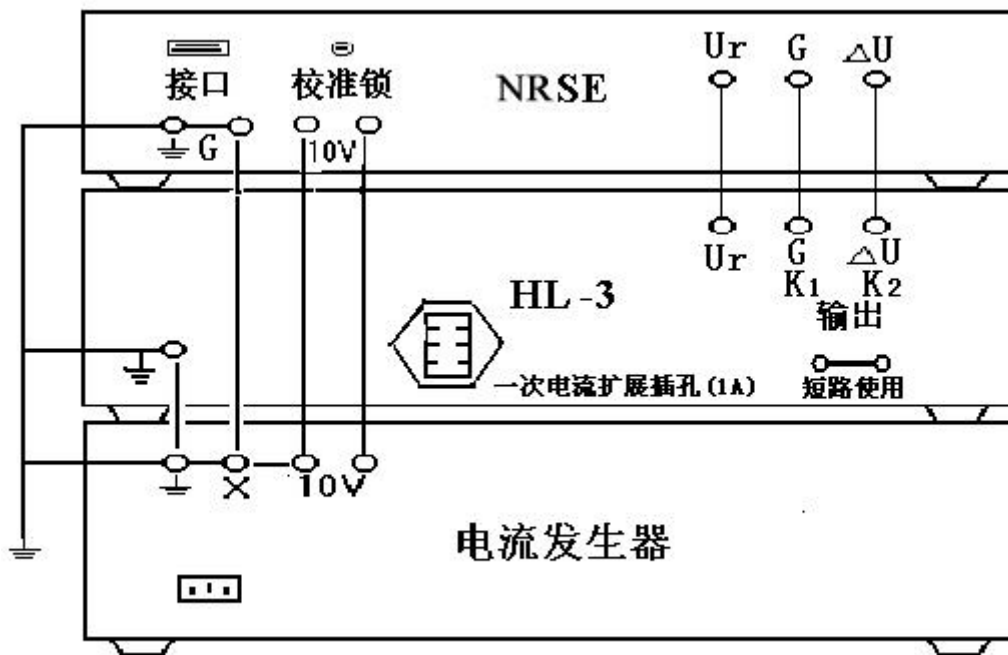 Ur G △U
接口 校准锁 NRSE
G 10V
Ur G △U
K1 K2
HL-3 输出
一次电流扩展插孔(1A) 短路使用
X 10V
电流发生器